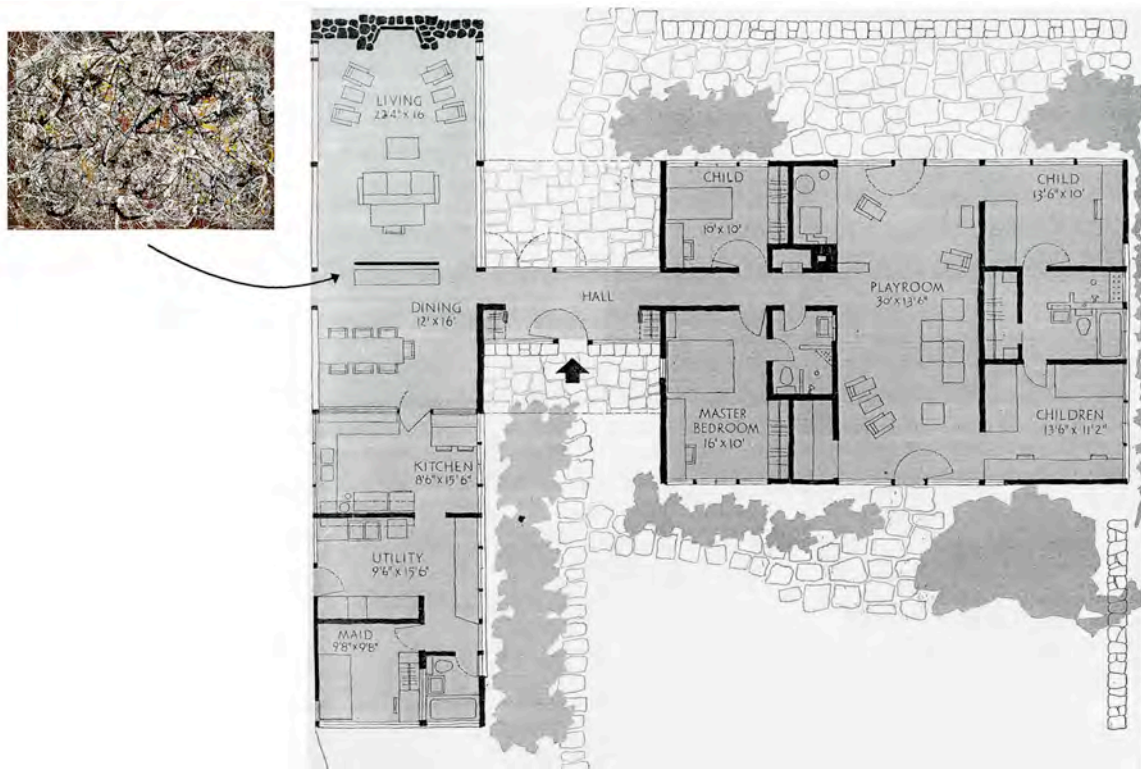 LIVING
22'4" X 16'
CHILD
10' X 10'
CHILD
13'6" X 10'
HALL
PLAYROOM
30' X 13'6"
DINING
12' X 16'
MASTER
BEDROOM
16' X 10'
CHILDREN
13'6" X 11'2"
KITCHEN
8'6" X 15'6"
UTILITY
9'6" X 15'6"
MAID
9'8" X 9'8"